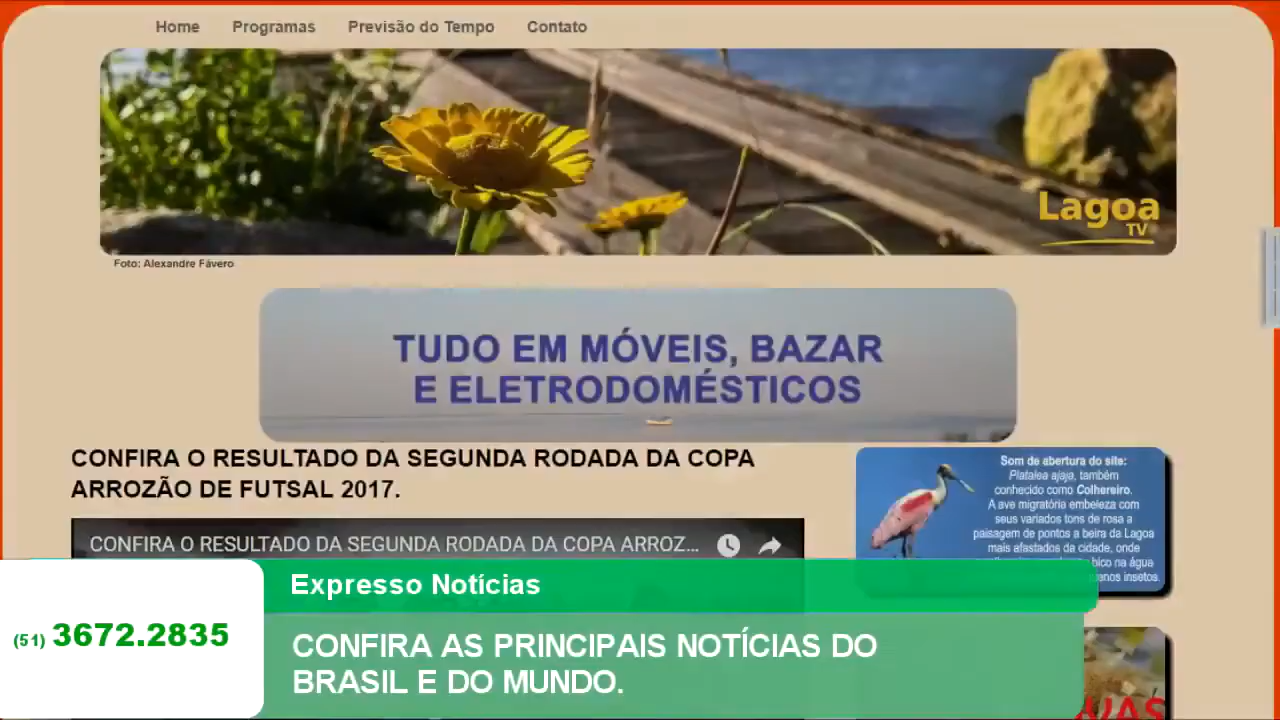 Home Programas Previsão do Tempo Contato
Lagoa
TV
Foto: Alexandre Fávero
TUDO EM MÓVEIS, BAZAR
E ELETRODOMÉSTICOS
CONFIRA O RESULTADO DA SEGUNDA RODADA DA COPA
ARROZÃO DE FUTSAL 2017.
CONFIRA O RESULTADO DA SEGUNDA RODADA DA COPA ARROZ...
Som de abertura do site:
Platalea ajaja, também
conhecido como Colhereiro.
A ave migratória embeleza com
seus variados tons de rosa a
paisagem de pontos a beira da Lagoa
mais afastados da cidade, onde
bico na água
insetos.
Expresso Notícias
(51) 3672.2835
CONFIRA AS PRINCIPAIS NOTÍCIAS DO
BRASIL E DO MUNDO.